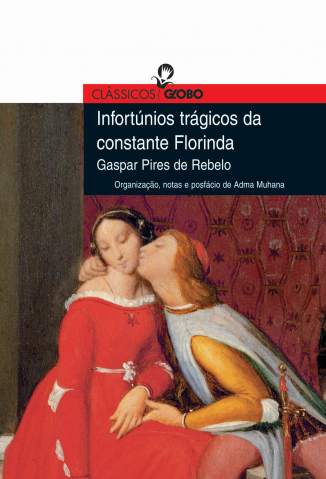 CLÁSSICOS GLOBO
Infortúnios trágicos da
constante Florinda
Gaspar Pires de Rebelo
Organização, notas e posfácio de Adma Muhana